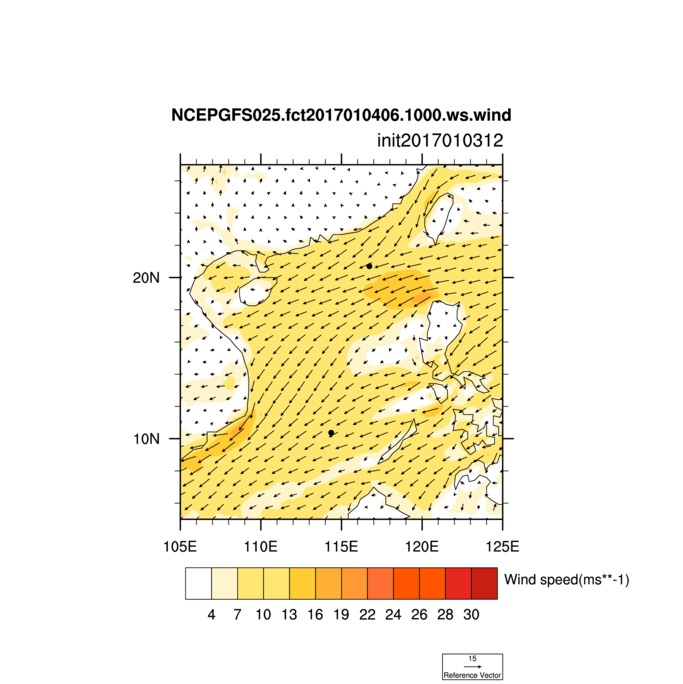 NCEPGFS025.fct2017010406.1000.ws.wind
init2017010312
20N
10N
105E 110E 115E 120E 125E
Wind speed(ms**-1)
4 7 10 13 16 19 22 24 26 28 30
15
Reference Vector